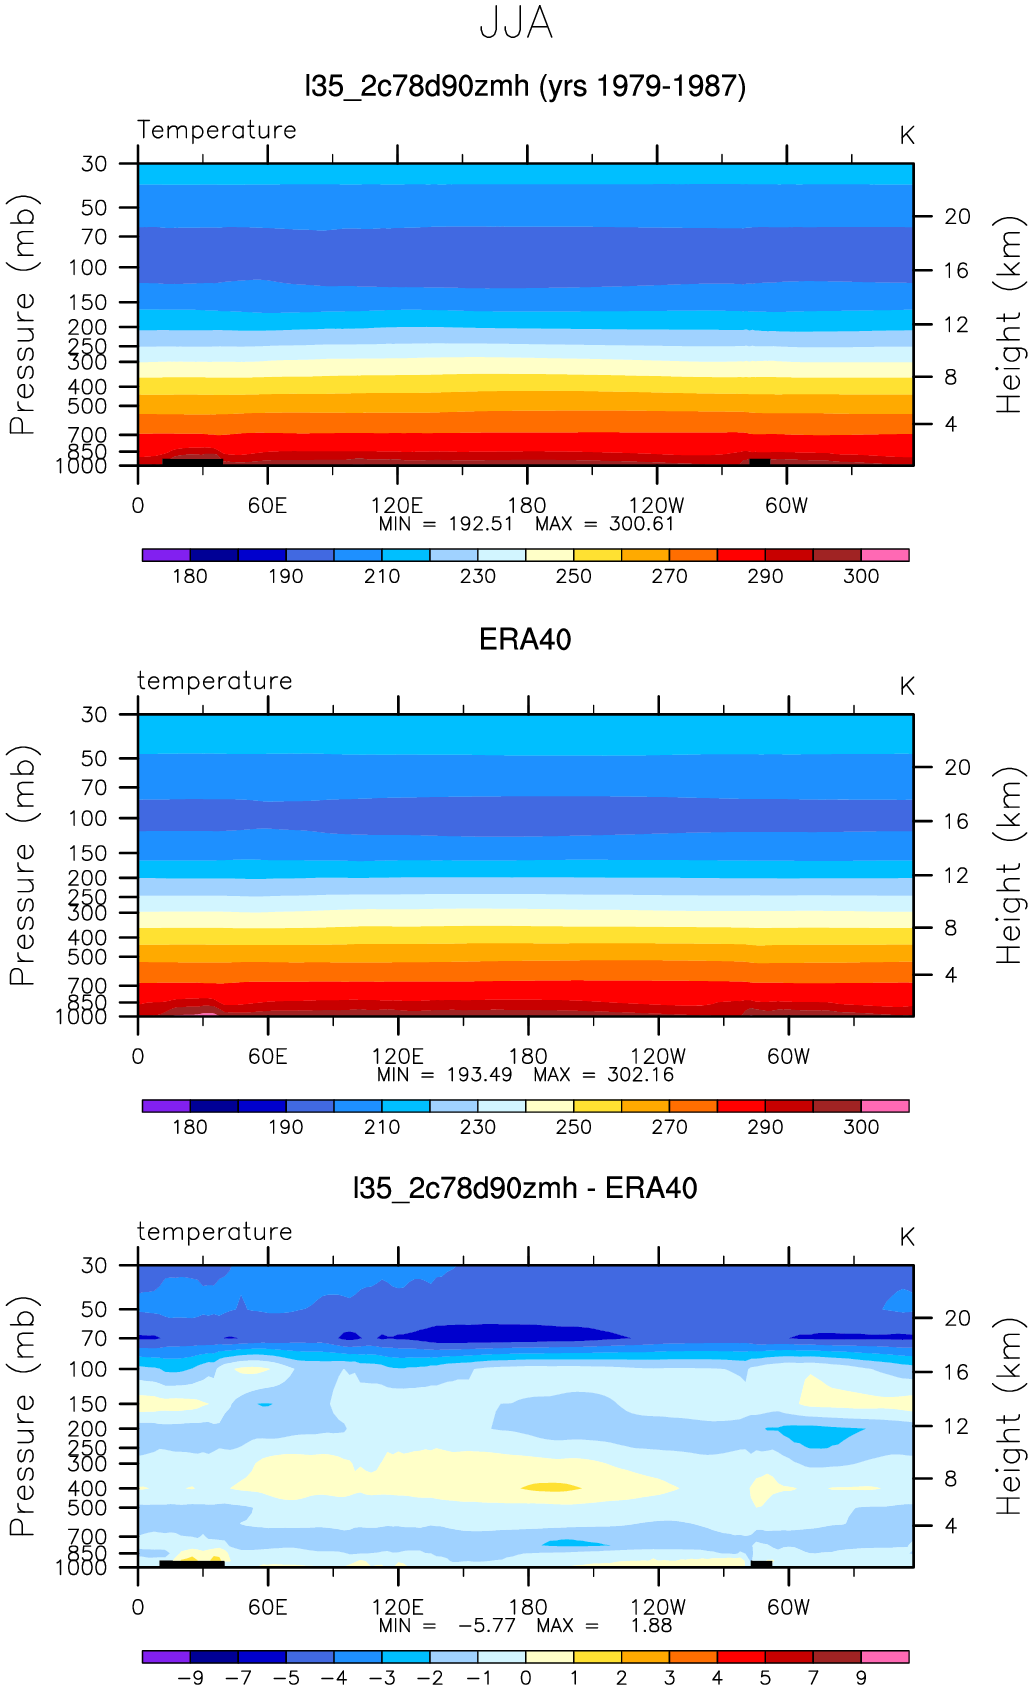 JJA
l35_2c78d90zmh (yrs 1979-1987)
Temperature K
Pressure (mb)
30
50
70
100
150
200
250
300
400
500
700
850
1000
20
16
12
8
4
Height (km)
0 60E 120E 180 120W 60W
MIN = 192.51 MAX = 300.61
180 190 210 230 250 270 290 300
ERA40
temperature K
Pressure (mb)
30
50
70
100
150
200
250
300
400
500
700
850
1000
20
16
12
8
4
Height (km)
0 60E 120E 180 120W 60W
MIN = 193.49 MAX = 302.16
180 190 210 230 250 270 290 300
l35_2c78d90zmh - ERA40
temperature K
Pressure (mb)
30
50
70
100
150
200
250
300
400
500
700
850
1000
20
16
12
8
4
Height (km)
0 60E 120E 180 120W 60W
MIN = -5.77 MAX = 1.88
-9 -7 -5 -4 -3 -2 -1 0 1 2 3 4 5 7 9